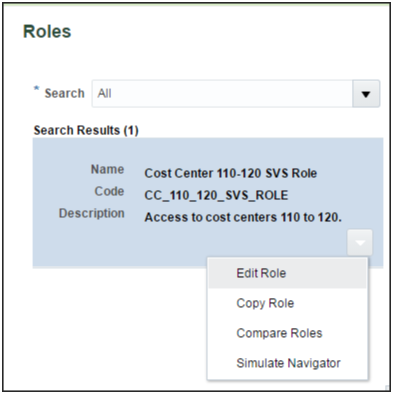 Roles
* Search All
Search Results (1)
Name Cost Center 110-120 SVS Role
Code CC_110_120_SVS_ROLE
Description Access to cost centers 110 to 120.
Edit Role
Copy Role
Compare Roles
Simulate Navigator